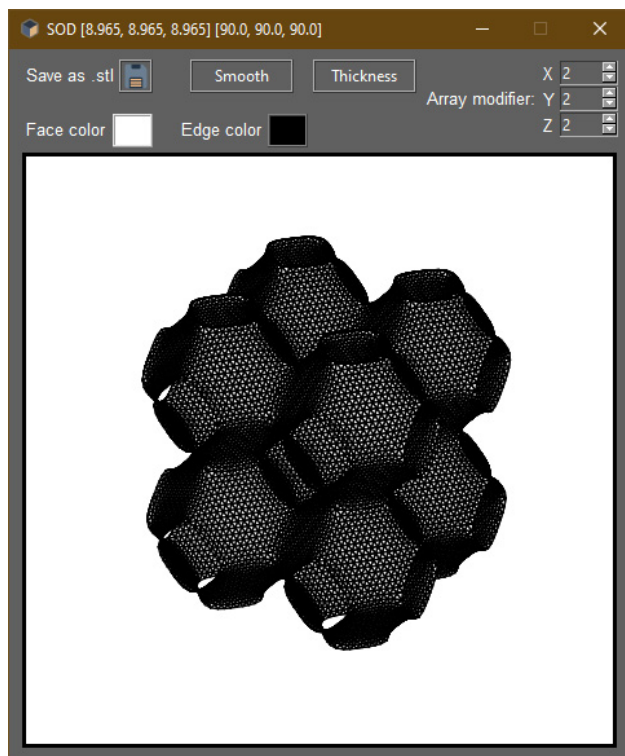 SOD [8.965, 8.965, 8.965] [90.0, 90.0, 90.0]
Save as .stl Smooth Thickness
Array modifier: X 2
Y 2
Z 2
Face color Edge color